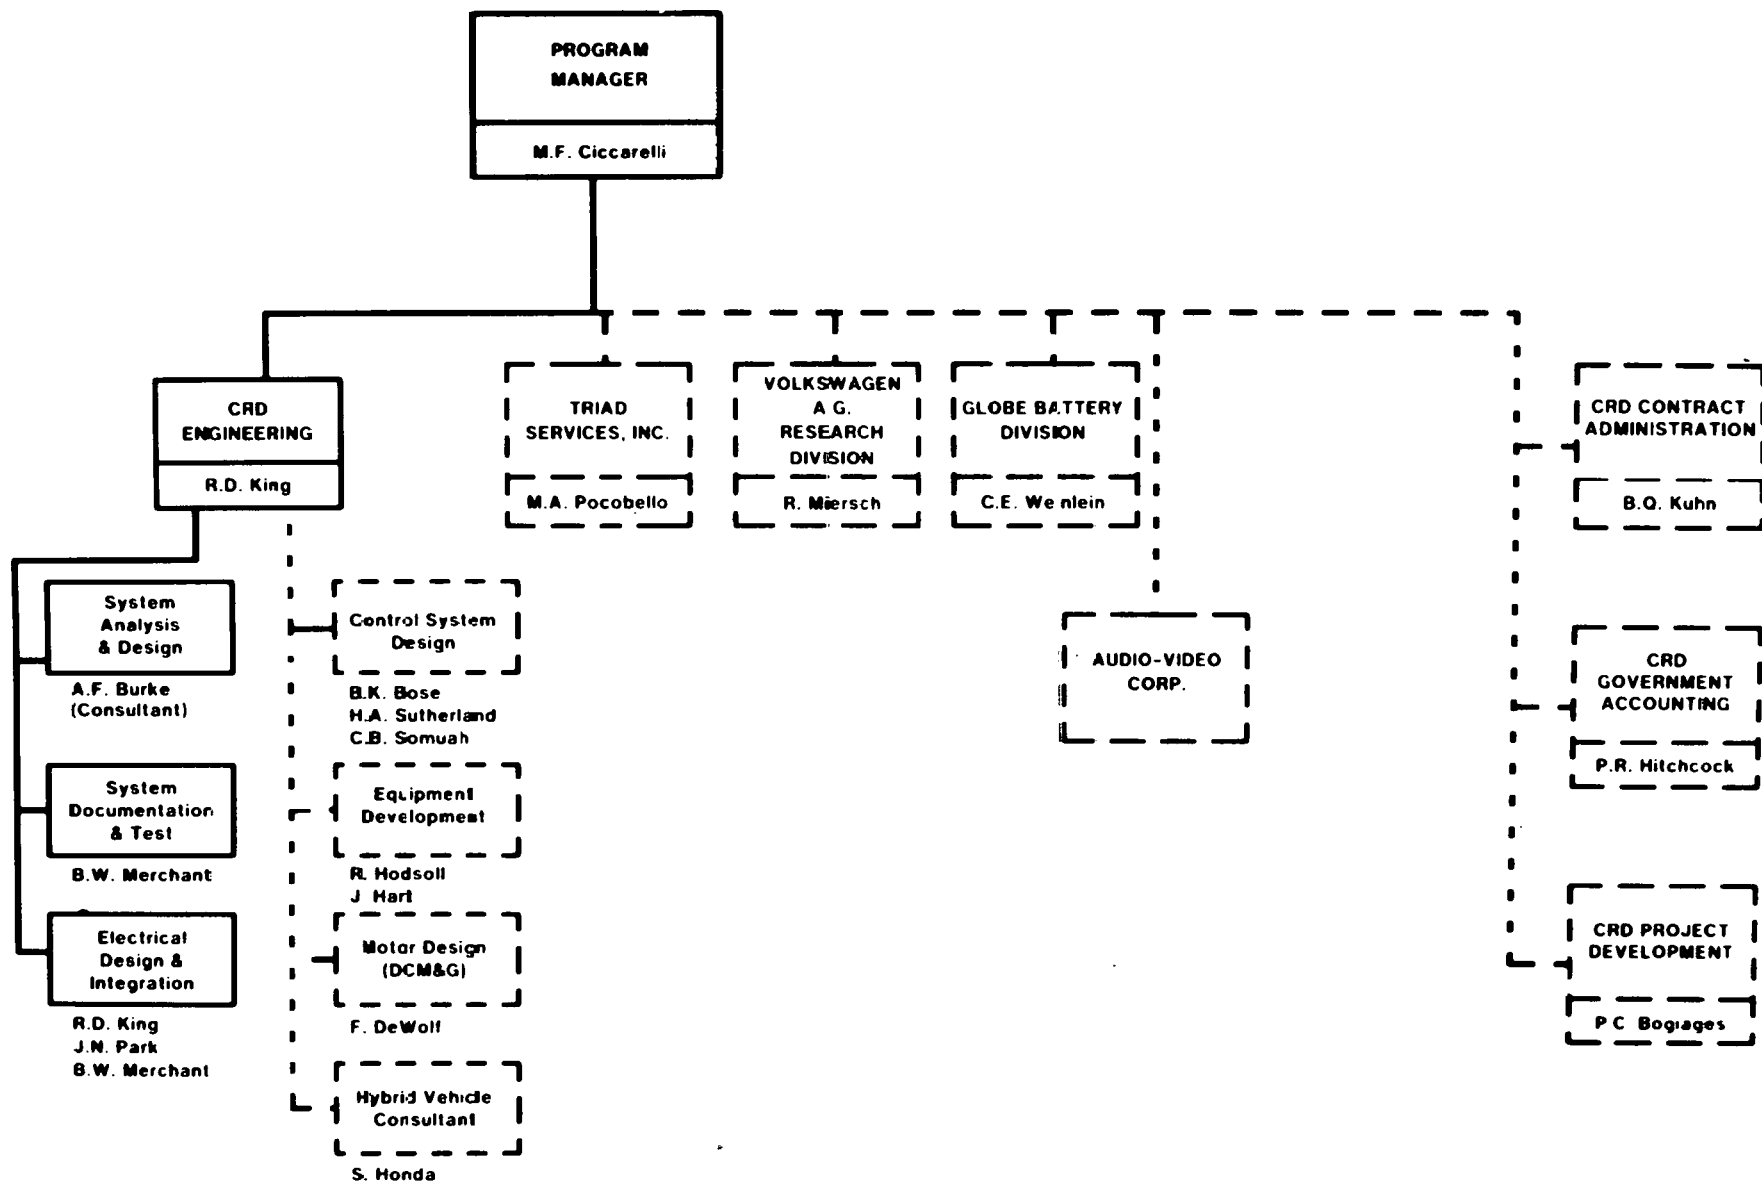 PROGRAM
MANAGER
M.F. Ciccarelli
CRD
ENGINEERING
R.D. King
TRIAD
SERVICES, INC.
M.A. Pocobello
VOLKSWAGEN
A G.
RESEARCH
DIVISION
R. Miersch
GLOBE BATTERY
DIVISION
C.E. Weinlein
AUDIO-VIDEO
CORP.
CRD CONTRACT
ADMINISTRATION
B.Q. Kuhn
CRD
GOVERNMENT
ACCOUNTING
P.R. Hitchcock
CRD PROJECT
DEVELOPMENT
P C Bogiages
System
Analysis
& Design
A.F. Burke
(Consultant)
System
Documentation
& Test
B.W. Merchant
Electrical
Design &
Integration
R.D. King
J.N. Park
B.W. Merchant
Control System
Design
B.K. Bose
H.A. Sutherland
C.B. Somuah
Equipment
Development
R. Hodsoll
J Hart
Motor Design
(DCM&G)
F. DeWolf
Hybrid Vehicle
Consultant
S. Honda